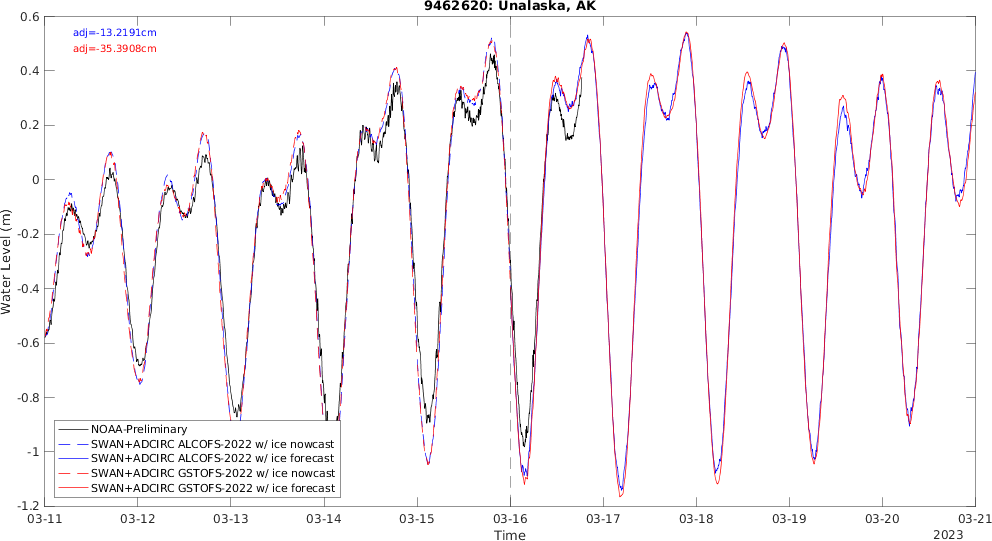 9462620: Unalaska, AK
adj=-13.2191cm
adj=-35.3908cm
0.6
0.4
0.2
0
-0.2
-0.4
-0.6
-0.8
-1
-1.2
Water Level (m)
NOAA-Preliminary
SWAN+ADCIRC ALCOFS-2022 w/ ice nowcast
SWAN+ADCIRC ALCOFS-2022 w/ ice forecast
SWAN+ADCIRC GSTOFS-2022 w/ ice nowcast
SWAN+ADCIRC GSTOFS-2022 w/ ice forecast
03-11 03-12 03-13 03-14 03-15 03-16 03-17 03-18 03-19 03-20 03-21
Time
2023